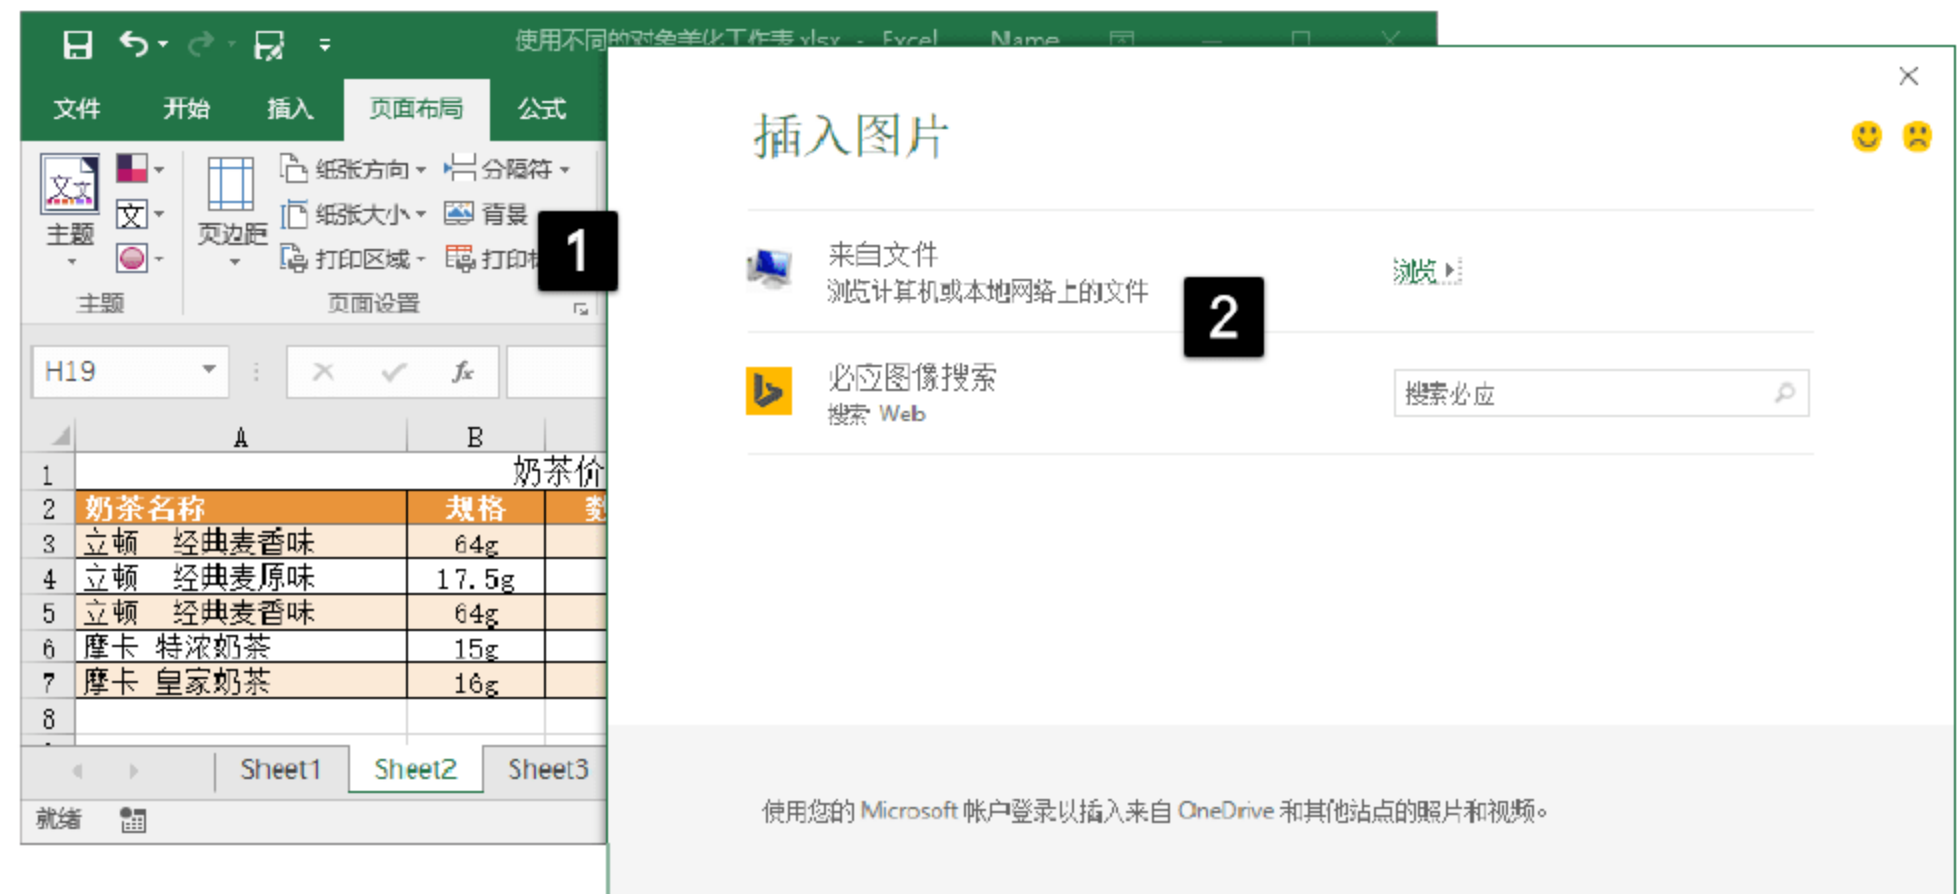 使用不同的对象美化工作表.xlsx - Excel Name
文件 开始 插入 页面布局 公式
文文 主题
文
页边距
纸张方向 分隔符
纸张大小 背景
打印区域 打印
主题 页面设置
1
H19 fx
A B
1 奶茶价
2 奶茶名称 规格 数
3 立顿 经典麦香味 64g
4 立顿 经典麦原味 17.5g
5 立顿 经典麦香味 64g
6 摩卡 特浓奶茶 15g
7 摩卡 皇家奶茶 16g
8
Sheet1 Sheet2 Sheet3
就绪
插入图片
来自文件
浏览计算机或本地网络上的文件
浏览
2
必应图像搜索
搜索 Web
搜索必应
使用您的 Microsoft 帐户登录以插入来自 OneDrive 和其他站点的照片和视频。